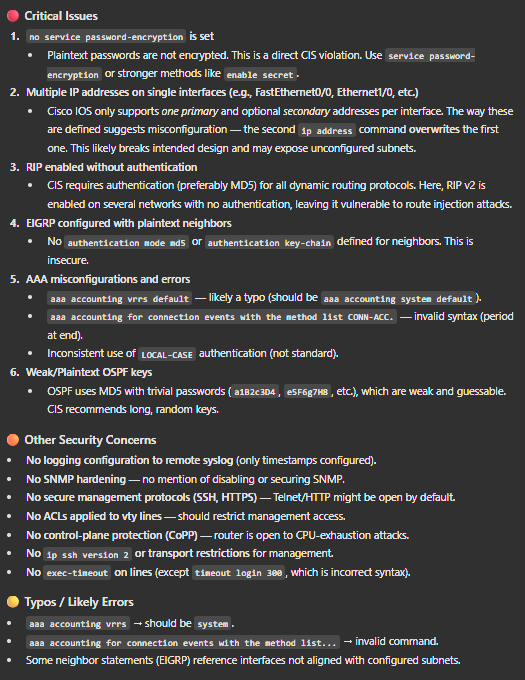 Critical Issues
1. no service password-encryption is set
Plaintext passwords are not encrypted. This is a direct CIS violation. Use service password-
encryption or stronger methods like enable secret.
2. Multiple IP addresses on single interfaces (e.g., FastEthernet0/0, Ethernet1/0, etc.)
Cisco IOS only supports one primary and optional secondary addresses per interface. The way these
are defined suggests misconfiguration — the second ip address command overwrites the first
one. This likely breaks intended design and may expose unconfigured subnets.
3. RIP enabled without authentication
CIS requires authentication (preferably MD5) for all dynamic routing protocols. Here, RIP v2 is
enabled on several networks with no authentication, leaving it vulnerable to route injection attacks.
4. EIGRP configured with plaintext neighbors
No authentication mode md5 or authentication key-chain defined for neighbors. This is
insecure.
5. AAA misconfigurations and errors
aaa accounting vrrs default — likely a typo (should be aaa accounting system default).
aaa accounting for connection events with the method list CONN-ACC. — invalid syntax (period
at end).
Inconsistent use of LOCAL-CASE authentication (not standard).
6. Weak/Plaintext OSPF keys
OSPF uses MD5 with trivial passwords (a1B2c3D4, e5F6g7H8, etc.), which are weak and guessable.
CIS recommends long, random keys.
Other Security Concerns
No logging configuration to remote syslog (only timestamps configured).
No SNMP hardening — no mention of disabling or securing SNMP.
No secure management protocols (SSH, HTTPS) — Telnet/HTTP might be open by default.
No ACLs applied to vty lines — should restrict management access.
No control-plane protection (CoPP) — router is open to CPU-exhaustion attacks.
No ip ssh version 2 or transport restrictions for management.
No exec-timeout on lines (except timeout login 300, which is incorrect syntax).
Typos / Likely Errors
aaa accounting vrrs → should be system.
aaa accounting for connection events with the method list... → invalid command.
Some neighbor statements (EIGRP) reference interfaces not aligned with configured subnets.